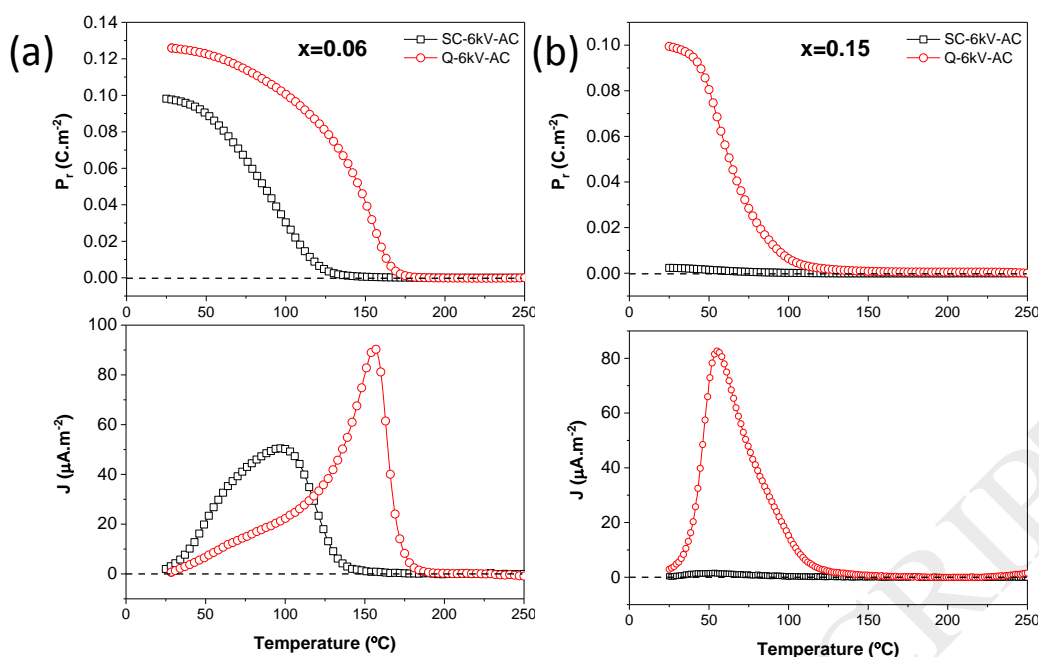 (a)
x=0.06
SC-6kV-AC
Q-6kV-AC
0.14
0.12
0.10
0.08
0.06
0.04
0.02
0.00
P_r (C.m^-2)
0 50 100 150 200 250
100
80
60
40
20
0
J (µA.m^-2)
0 50 100 150 200 250
Temperature (ºC)
(b)
x=0.15
SC-6kV-AC
Q-6kV-AC
0.10
0.08
0.06
0.04
0.02
0.00
P_r (C.m^-2)
0 50 100 150 200 250
80
60
40
20
0
J (µA.m^-2)
0 50 100 150 200 250
Temperature (ºC)
CRIP